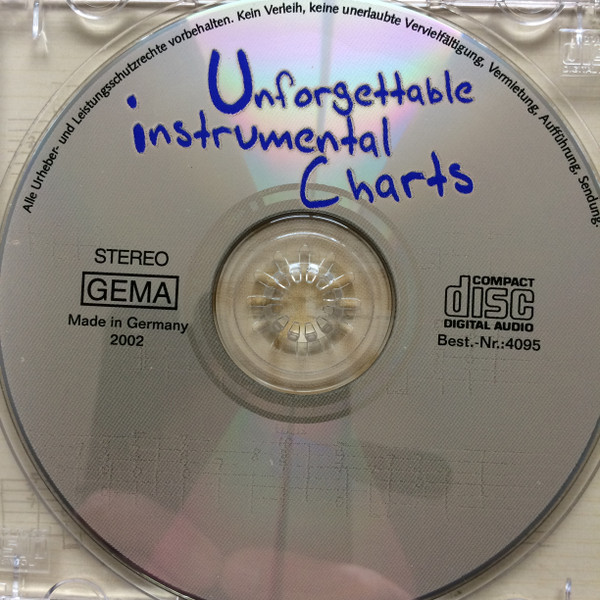 Alle Urheber- und Leistungsschutzrechte vorbehalten. Kein Verleih, keine unerlaubte Vervielfältigung, Vermietung, Aufführung, Sendung.
Unforgettable
instrumental
Charts
STEREO
GEMA
Made in Germany
2002
COMPACT
disc
DIGITAL AUDIO
Best.-Nr.:4095